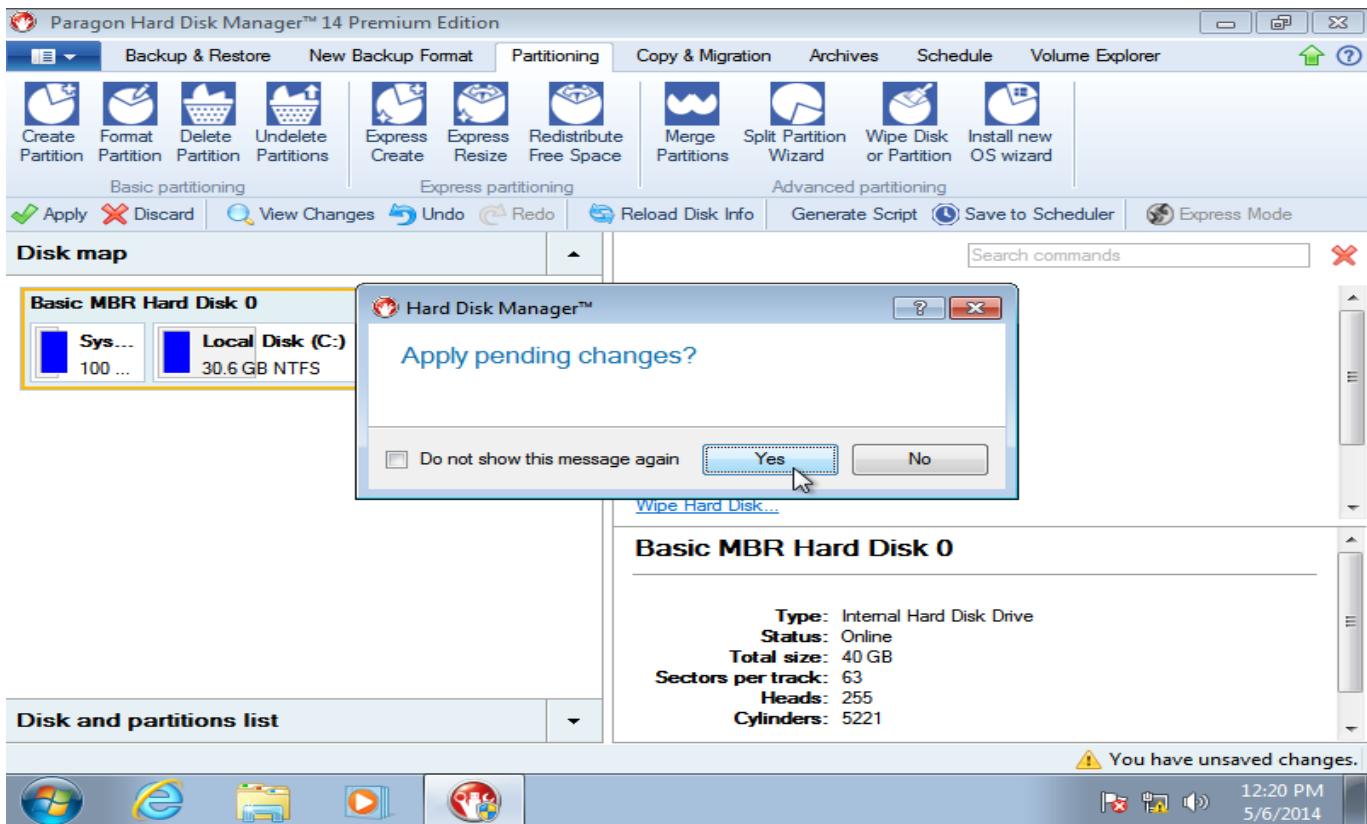 Paragon Hard Disk Manager™ 14 Premium Edition
Backup & Restore New Backup Format Partitioning Copy & Migration Archives Schedule Volume Explorer
Create Partition
Format Partition
Delete Partition
Undelete Partitions
Express Create
Express Resize
Redistribute Free Space
Merge Partitions
Split Partition Wizard
Wipe Disk or Partition
Install new OS wizard
Basic partitioning Express partitioning Advanced partitioning
Apply Discard View Changes Undo Redo Reload Disk Info Generate Script Save to Scheduler Express Mode
Disk map
Search commands
Basic MBR Hard Disk 0
Sys... Local Disk (C:)
100 ... 30.6 GB NTFS
Hard Disk Manager™
Apply pending changes?
Do not show this message again Yes No
Wipe Hard Disk...
Basic MBR Hard Disk 0
Type: Internal Hard Disk Drive
Status: Online
Total size: 40 GB
Sectors per track: 63
Heads: 255
Cylinders: 5221
Disk and partitions list
You have unsaved changes.
12:20 PM
5/6/2014